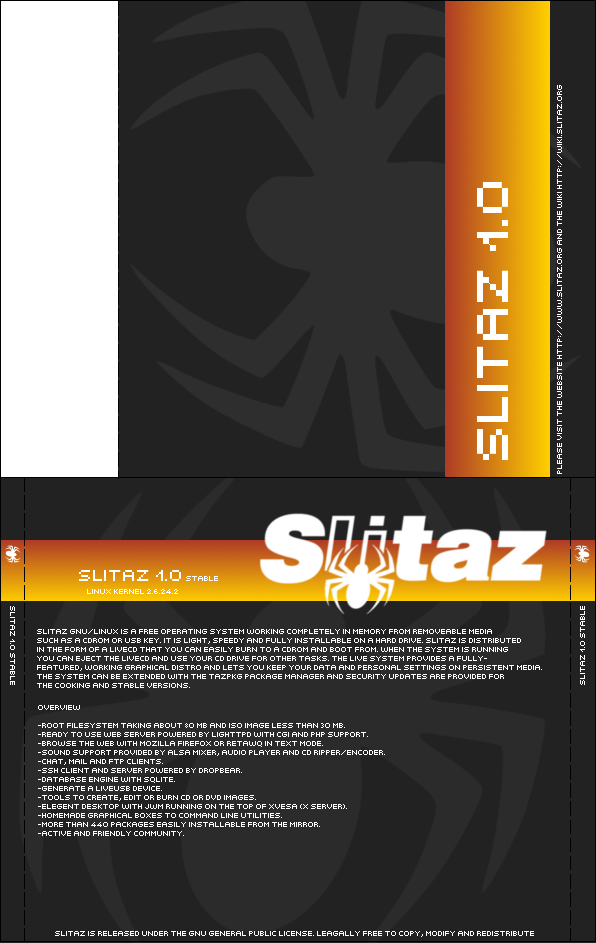 SLITAZ 1.0
PLEASE VISIT THE WEBSITE HTTP://WWW.SLITAZ.ORG AND THE WIKI HTTP://WIKI.SLITAZ.ORG
Slitaz
SLITAZ 1.0 STABLE
LINUX KERNEL 2.6.24.2
SLITAZ 1.0 STABLE
SLITAZ 1.0 STABLE
SLITAZ GNU/LINUX IS A FREE OPERATING SYSTEM WORKING COMPLETELY IN MEMORY FROM REMOVEABLE MEDIA
SUCH AS A CDROM OR USB KEY. IT IS LIGHT, SPEEDY AND FULLY INSTALLABLE ON A HARD DRIVE. SLITAZ IS DISTRIBUTED
IN THE FORM OF A LIVECD THAT YOU CAN EASILY BURN TO A CDROM AND BOOT FROM. WHEN THE SYSTEM IS RUNNING
YOU CAN EJECT THE LIVECD AND USE YOUR CD DRIVE FOR OTHER TASKS. THE LIVE SYSTEM PROVIDES A FULLY-
FEATURED, WORKING GRAPHICAL DISTRO AND LETS YOU KEEP YOUR DATA AND PERSONAL SETTINGS ON PERSISTENT MEDIA.
THE SYSTEM CAN BE EXTENDED WITH THE TAZPKG PACKAGE MANAGER AND SECURITY UPDATES ARE PROVIDED FOR
THE COOKING AND STABLE VERSIONS.
OVERVIEW
-ROOT FILESYSTEM TAKING ABOUT 80 MB AND ISO IMAGE LESS THAN 30 MB.
-READY TO USE WEB SERVER POWERED BY LIGHTTPD WITH CGI AND PHP SUPPORT.
-BROWSE THE WEB WITH MOZILLA FIREFOX OR RETAWQ IN TEXT MODE.
-SOUND SUPPORT PROVIDED BY ALSA MIXER, AUDIO PLAYER AND CD RIPPER/ENCODER.
-CHAT, MAIL AND FTP CLIENTS.
-SSH CLIENT AND SERVER POWERED BY DROPBEAR.
-DATABASE ENGINE WITH SQLITE.
-GENERATE A LIVEUSB DEVICE.
-TOOLS TO CREATE, EDIT OR BURN CD OR DVD IMAGES.
-ELEGENT DESKTOP WITH JWM RUNNING ON THE TOP OF XVESA (X SERVER).
-HOMEMADE GRAPHICAL BOXES TO COMMAND LINE UTILITIES.
-MORE THAN 440 PACKAGES EASILY INSTALLABLE FROM THE MIRROR.
-ACTIVE AND FRIENDLY COMMUNITY.
SLITAZ IS RELEASED UNDER THE GNU GENERAL PUBLIC LICENSE. LEAGALLY FREE TO COPY, MODIFY AND REDISTRIBUTE